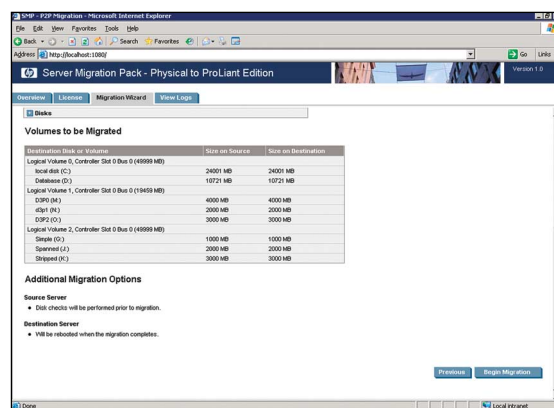 SMP - P2P Migration - Microsoft Internet Explorer
File Edit View Favorites Tools Help
Back Search Favorites
Address http://localhost:1080/ Go Links
hp Server Migration Pack - Physical to ProLiant Edition Version 1.0
Overview License Migration Wizard View Logs
Disks
Volumes to be Migrated
Destination Disk or Volume Size on Source Size on Destination
Logical Volume 0, Controller Slot 0 Bus 0 (49999 MB)
local disk (C:) 24001 MB 24001 MB
Database (D:) 10721 MB 10721 MB
Logical Volume 1, Controller Slot 0 Bus 0 (19459 MB)
D3P0 (M:) 4000 MB 4000 MB
d3p1 (N:) 2000 MB 2000 MB
D3P2 (O:) 3000 MB 3000 MB
Logical Volume 2, Controller Slot 0 Bus 0 (49999 MB)
Simple (G:) 1000 MB 1000 MB
Spanned (J:) 2000 MB 2000 MB
Stripped (K:) 3000 MB 3000 MB
Additional Migration Options
Source Server
• Disk checks will be performed prior to migration.
Destination Server
• Will be rebooted when the migration completes.
Previous Begin Migration
Done Local intranet